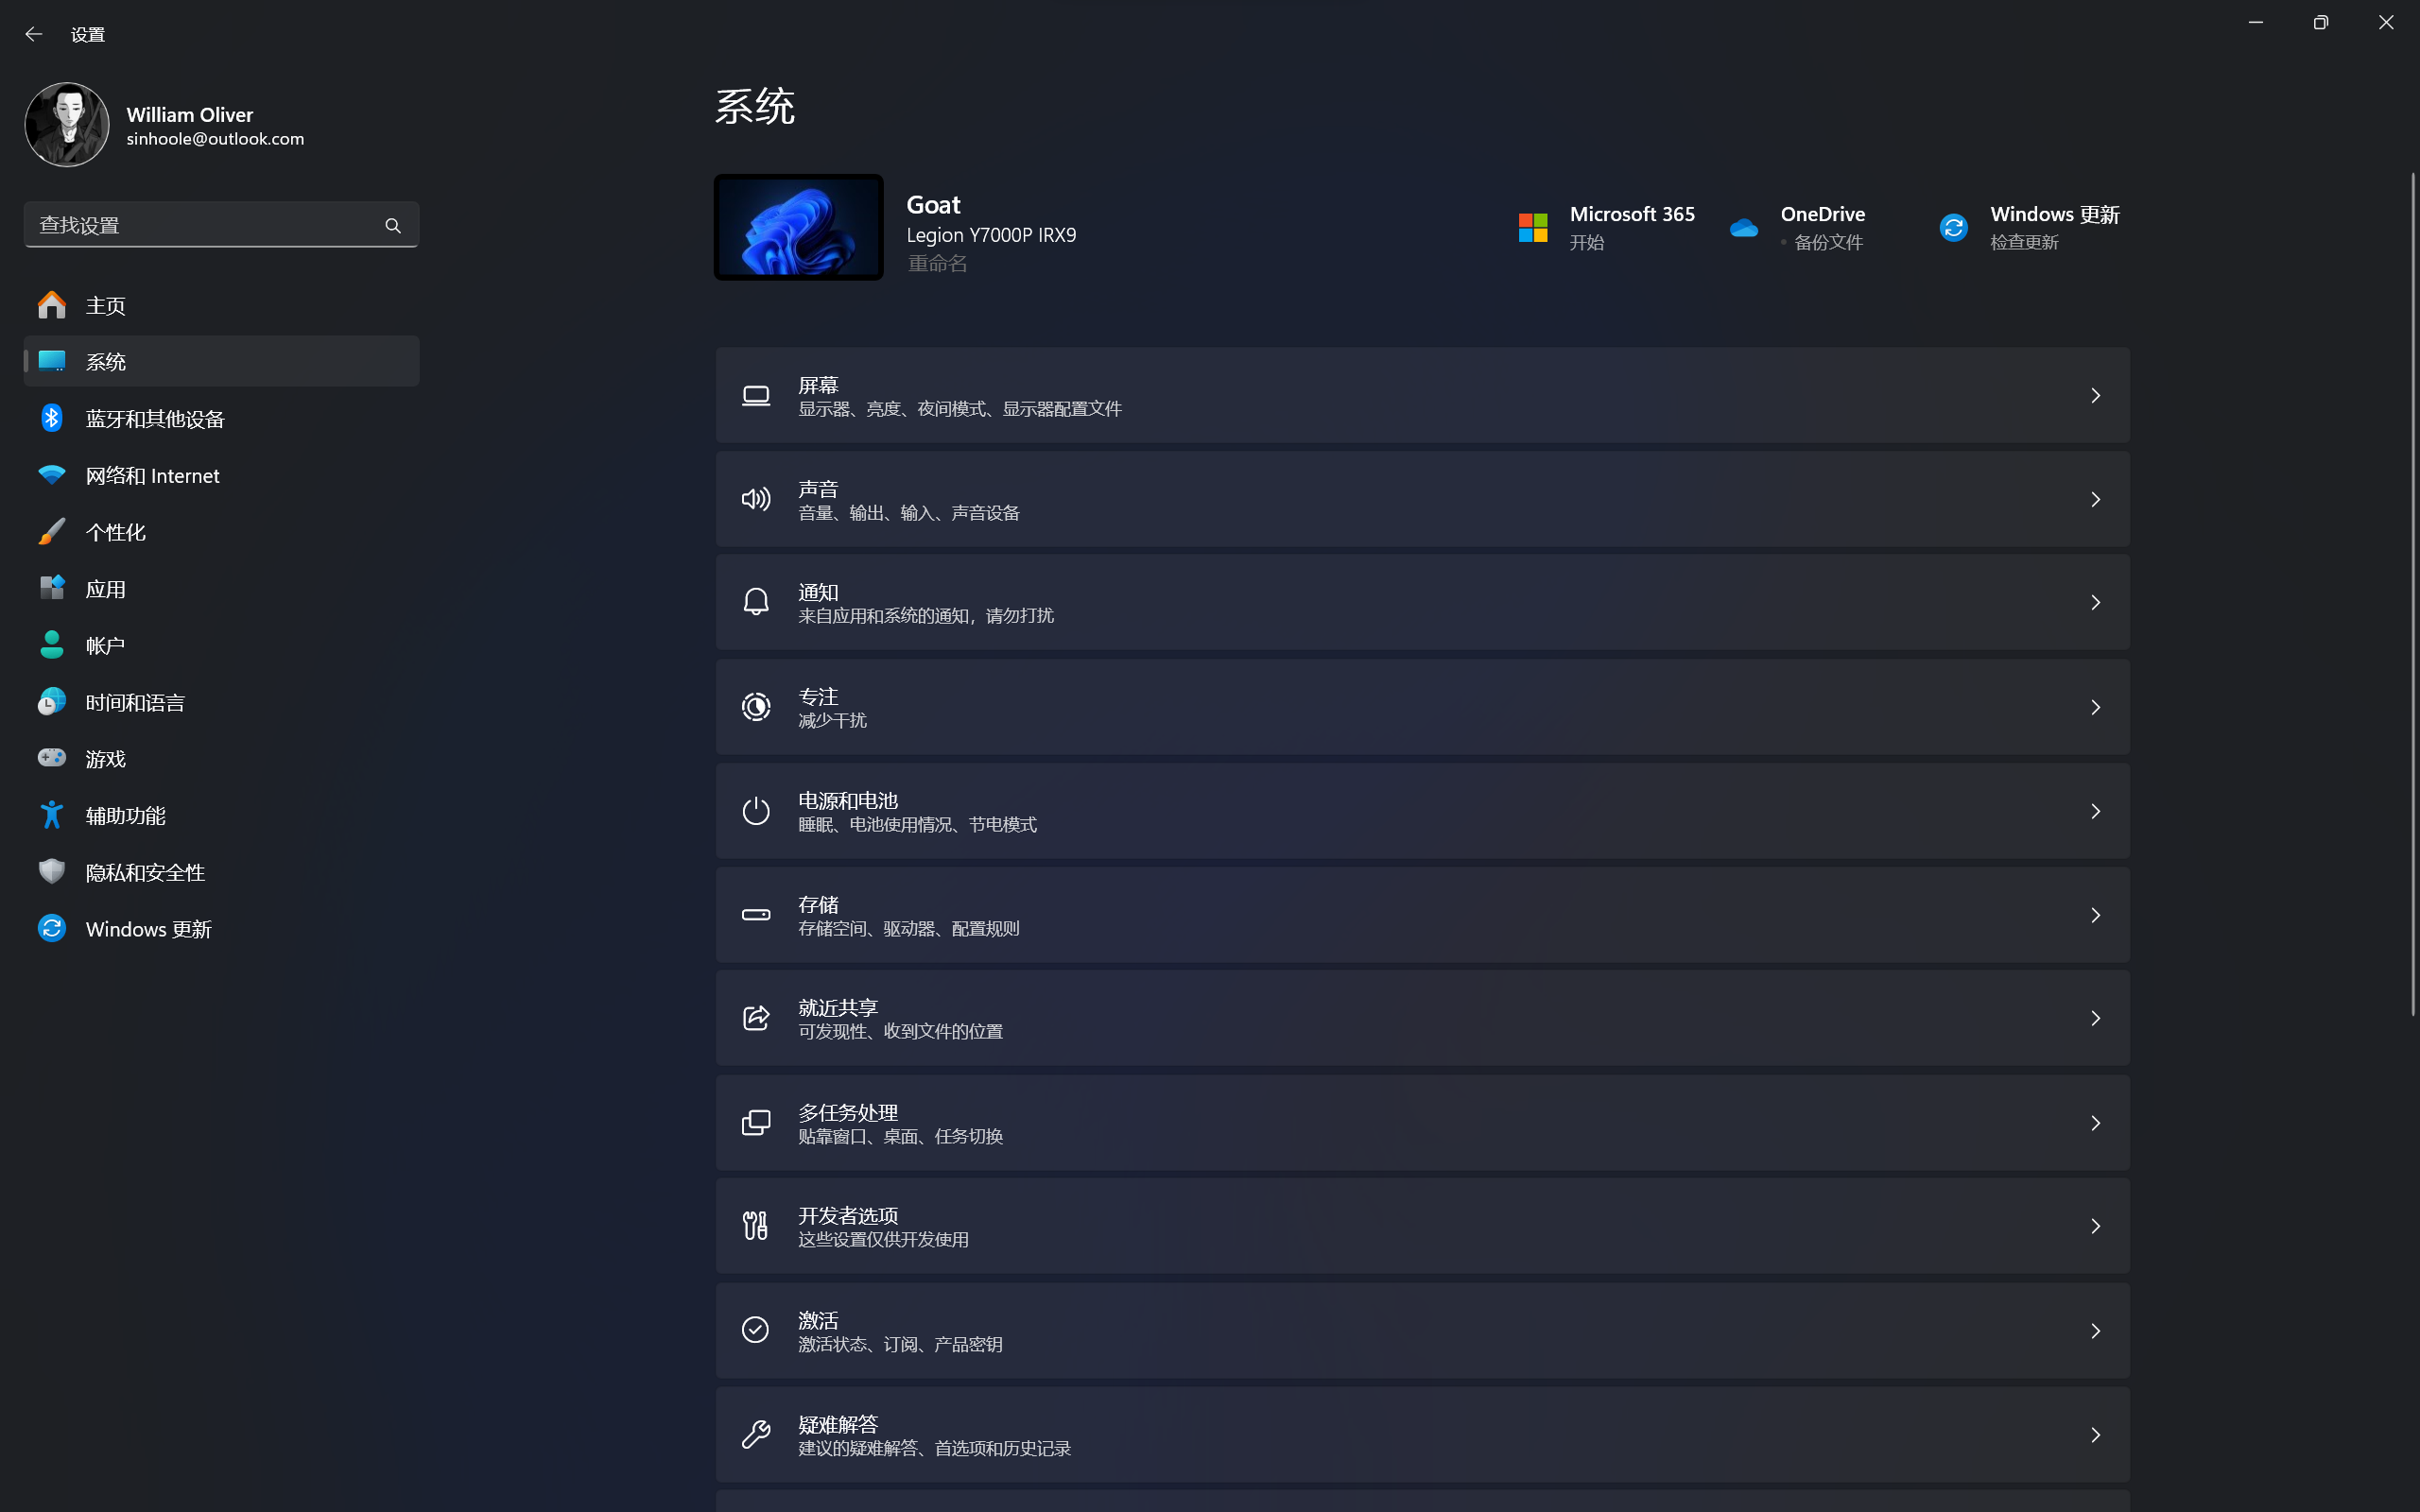 设置
William Oliver
sinhoole@outlook.com
查找设置
主页
系统
蓝牙和其他设备
网络和 Internet
个性化
应用
帐户
时间和语言
游戏
辅助功能
隐私和安全性
Windows 更新
系统
Goat
Legion Y7000P IRX9
重命名
Microsoft 365
开始
OneDrive
• 备份文件
Windows 更新
检查更新
屏幕
显示器、亮度、夜间模式、显示器配置文件
声音
音量、输出、输入、声音设备
通知
来自应用和系统的通知，请勿打扰
专注
减少干扰
电源和电池
睡眠、电池使用情况、节电模式
存储
存储空间、驱动器、配置规则
就近共享
可发现性、收到文件的位置
多任务处理
贴靠窗口、桌面、任务切换
开发者选项
这些设置仅供开发使用
激活
激活状态、订阅、产品密钥
疑难解答
建议的疑难解答、首选项和历史记录